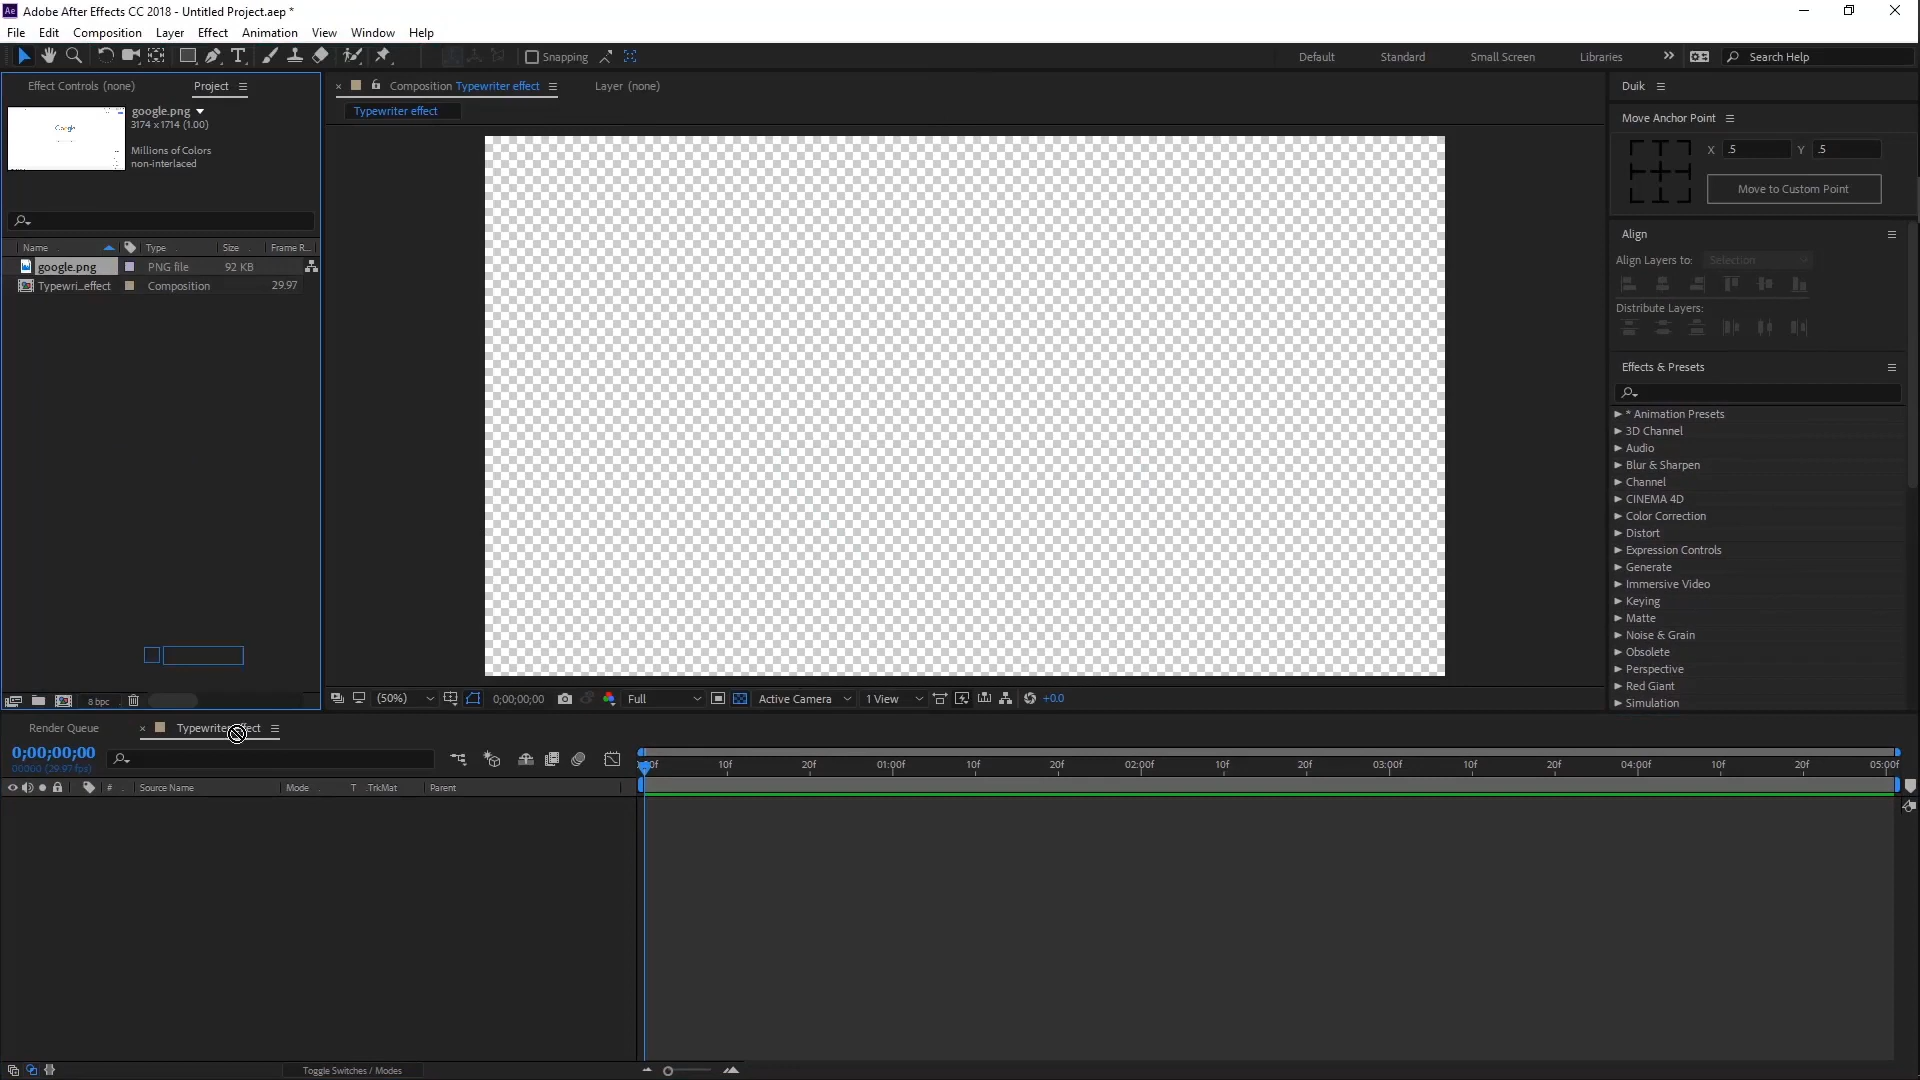 Adobe After Effects CC 2018 - Untitled Project.aep *
File Edit Composition Layer Effect Animation View Window Help
Snapping
Default Standard Small Screen Libraries
Search Help
Effect Controls (none) Project
google.png
3174 x 1714 (1.00)
Millions of Colors
non-interlaced
Google
Name Type Size Frame R...
google.png PNG file 92 KB
Typewri_effect Composition 29.97
8 bpc
Composition Typewriter effect
Layer (none)
Typewriter effect
(50%) 0;00;00;00 Full Active Camera 1 View +0.0
Duik
Move Anchor Point
X .5 Y .5
Move to Custom Point
Align
Align Layers to: Selection
Distribute Layers:
Effects & Presets
* Animation Presets
3D Channel
Audio
Blur & Sharpen
Channel
CINEMA 4D
Color Correction
Distort
Expression Controls
Generate
Immersive Video
Keying
Matte
Noise & Grain
Obsolete
Perspective
Red Giant
Simulation
Render Queue
0;00;00;00
00000 (29.97 fps)
# Source Name Mode T .TrkMat Parent
10f 20f 01:00f 10f 20f 02:00f 10f 20f 03:00f 10f 20f 04:00f 10f 20f 05:00f
Toggle Switches / Modes